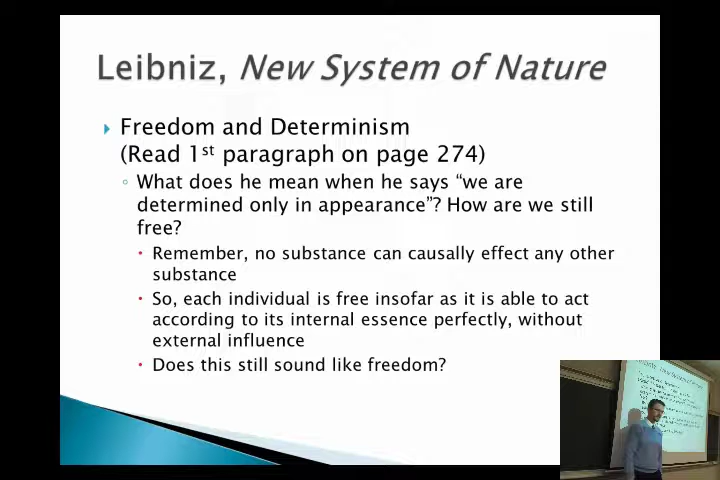 Leibniz, New System of Nature
Freedom and Determinism
(Read 1st paragraph on page 274)
What does he mean when he says “we are
determined only in appearance”? How are we still
free?
Remember, no substance can causally effect any other
substance
So, each individual is free insofar as it is able to act
according to its internal essence perfectly, without
external influence
Does this still sound like freedom?